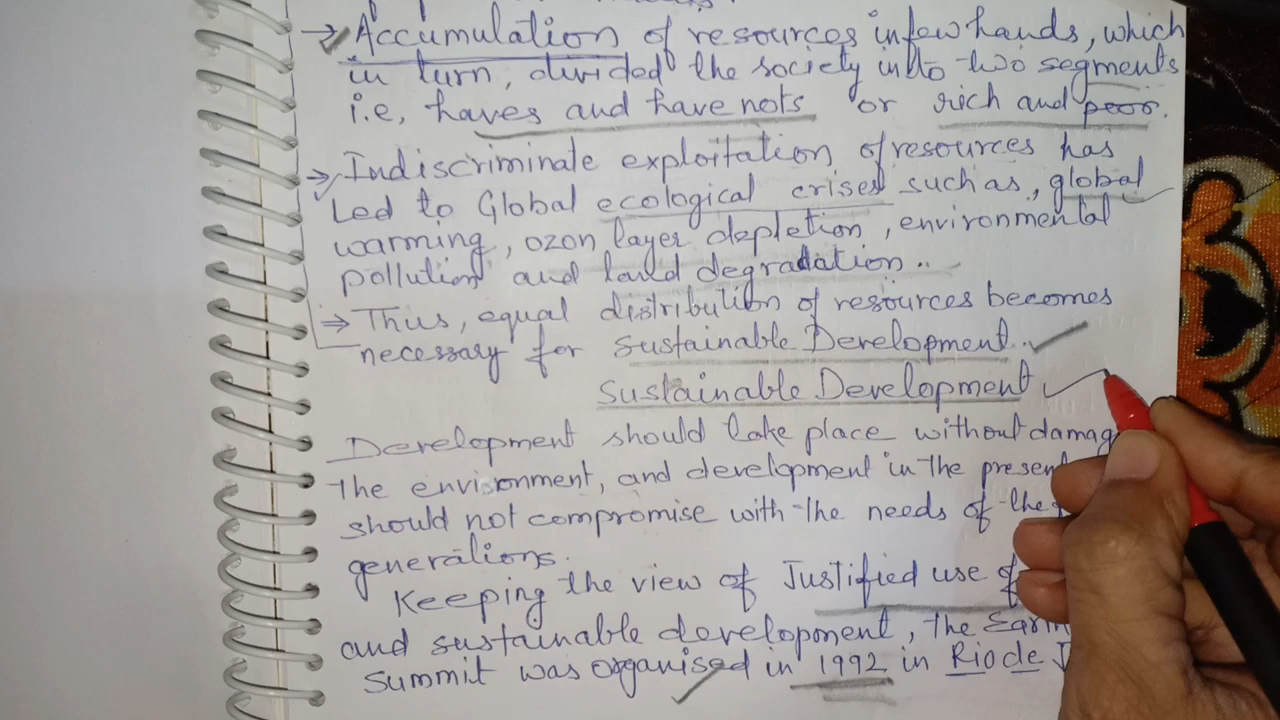 ⇒ Accumulation of resources in few hands, which
in turn, divided the society into two segments
i.e, haves and have nots or rich and poor.
⇒ Indiscriminate exploitation of resources has
Led to Global ecological crises such as, global
warming, ozon layer depletion, environmental
pollution and land degradation..
⇒ Thus, equal distribution of resources becomes
necessary for sustainable Development..
Sustainable Development
Development should take place without damag
the environment, and development in the present
should not compromise with the needs of the
generations.
Keeping the view of Justified use of
and sustainable development, The Earth
Summit was organised in 1992 in Rio de J